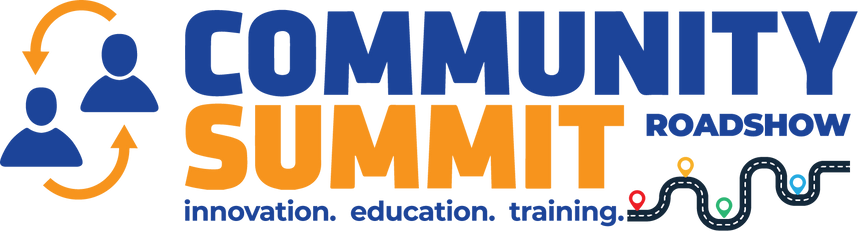 COMMUNITY
SUMMIT
ROADSHOW
innovation. education. training.